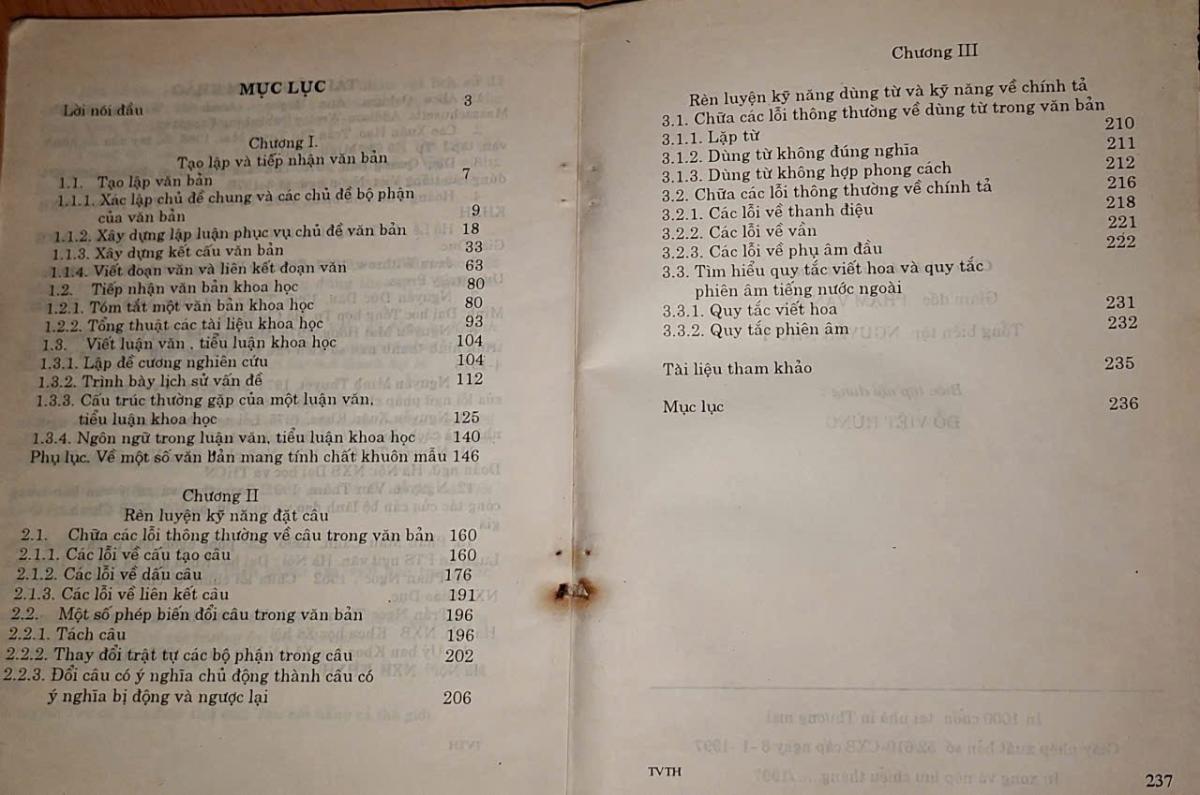 MỤC LỤC
Lời nói đầu 3
Chương I.
Tạo lập và tiếp nhận văn bản
1.1. Tạo lập văn bản 7
1.1.1. Xác lập chủ đề chung và các chủ đề bộ phận
của văn bản 9
1.1.2. Xây dựng lập luận phục vụ chủ đề văn bản 18
1.1.3. Xây dựng kết cấu văn bản 33
1.1.4. Viết đoạn văn và liên kết đoạn văn 63
1.2. Tiếp nhận văn bản khoa học 80
1.2.1. Tóm tắt một văn bản khoa học 80
1.2.2. Tổng thuật các tài liệu khoa học 93
1.3. Viết luận văn , tiểu luận khoa học 104
1.3.1. Lập đề cương nghiên cứu 104
1.3.2. Trình bày lịch sử vấn đề 112
1.3.3. Cấu trúc thường gặp của một luận văn,
tiểu luận khoa học 125
1.3.4. Ngôn ngữ trong luận văn, tiểu luận khoa học 140
Phụ lục. Về một số văn bản mang tính chất khuôn mẫu 146
Chương II
Rèn luyện kỹ năng đặt câu
2.1. Chữa các lỗi thông thường về câu trong văn bản 160
2.1.1. Các lỗi về cấu tạo câu 160
2.1.2. Các lỗi về dấu câu 176
2.1.3. Các lỗi về liên kết câu 191
2.2. Một số phép biến đổi câu trong văn bản 196
2.2.1. Tách câu 196
2.2.2. Thay đổi trật tự các bộ phận trong câu 202
2.2.3. Đổi câu có ý nghĩa chủ động thành câu có
ý nghĩa bị động và ngược lại 206
Chương III
Rèn luyện kỹ năng dùng từ và kỹ năng về chính tả
3.1. Chữa các lỗi thông thường về dùng từ trong văn bản
3.1.1. Lặp từ 210
3.1.2. Dùng từ không đúng nghĩa 211
3.1.3. Dùng từ không hợp phong cách 212
3.2. Chữa các lỗi thông thường về chính tả 216
3.2.1. Các lỗi về thanh điệu 218
3.2.2. Các lỗi về vần 221
3.2.3. Các lỗi về phụ âm đầu 222
3.3. Tìm hiểu quy tắc viết hoa và quy tắc
phiên âm tiếng nước ngoài
3.3.1. Quy tắc viết hoa 231
3.3.2. Quy tắc phiên âm 232
Tài liệu tham khảo 235
Mục lục 236
TVTH
237